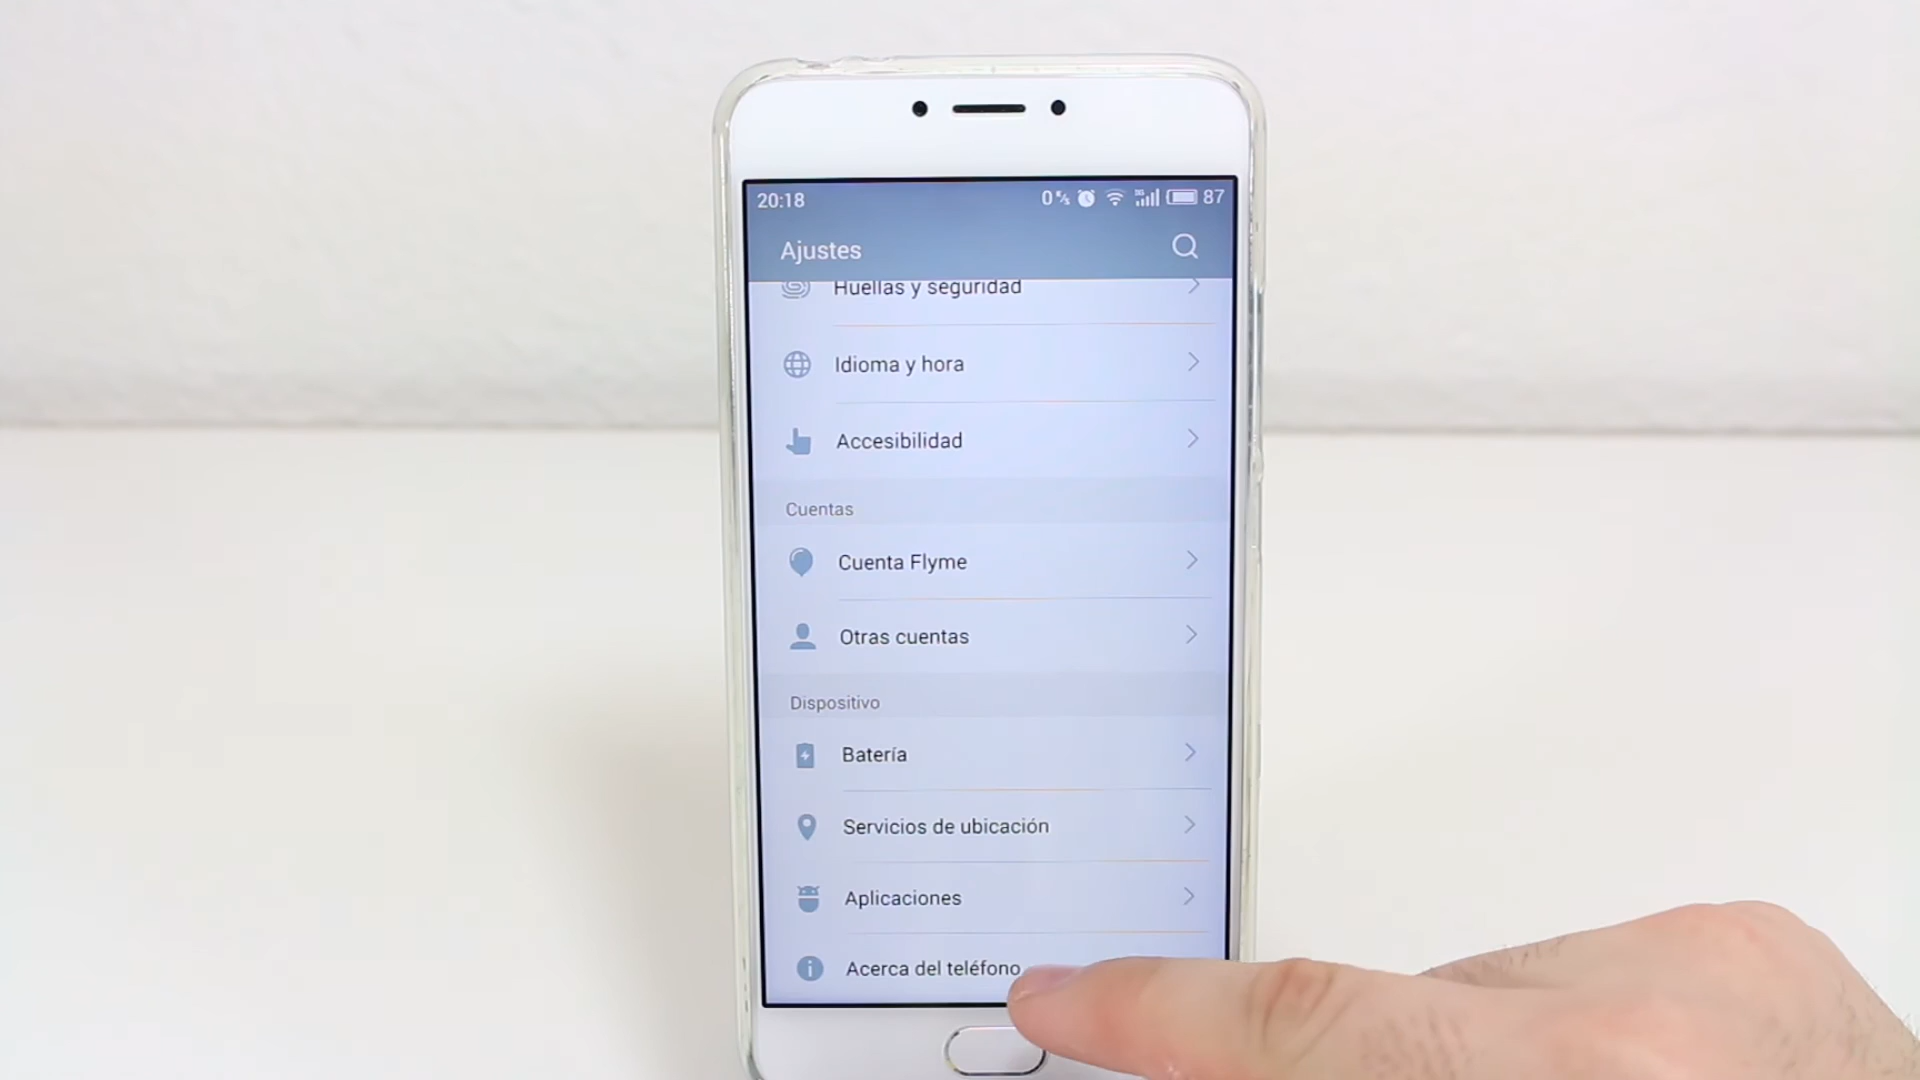 20:18 0 K/s 3G 87
Ajustes
Huellas y seguridad
Idioma y hora
Accesibilidad
Cuentas
Cuenta Flyme
Otras cuentas
Dispositivo
Batería
Servicios de ubicación
Aplicaciones
Acerca del teléfono